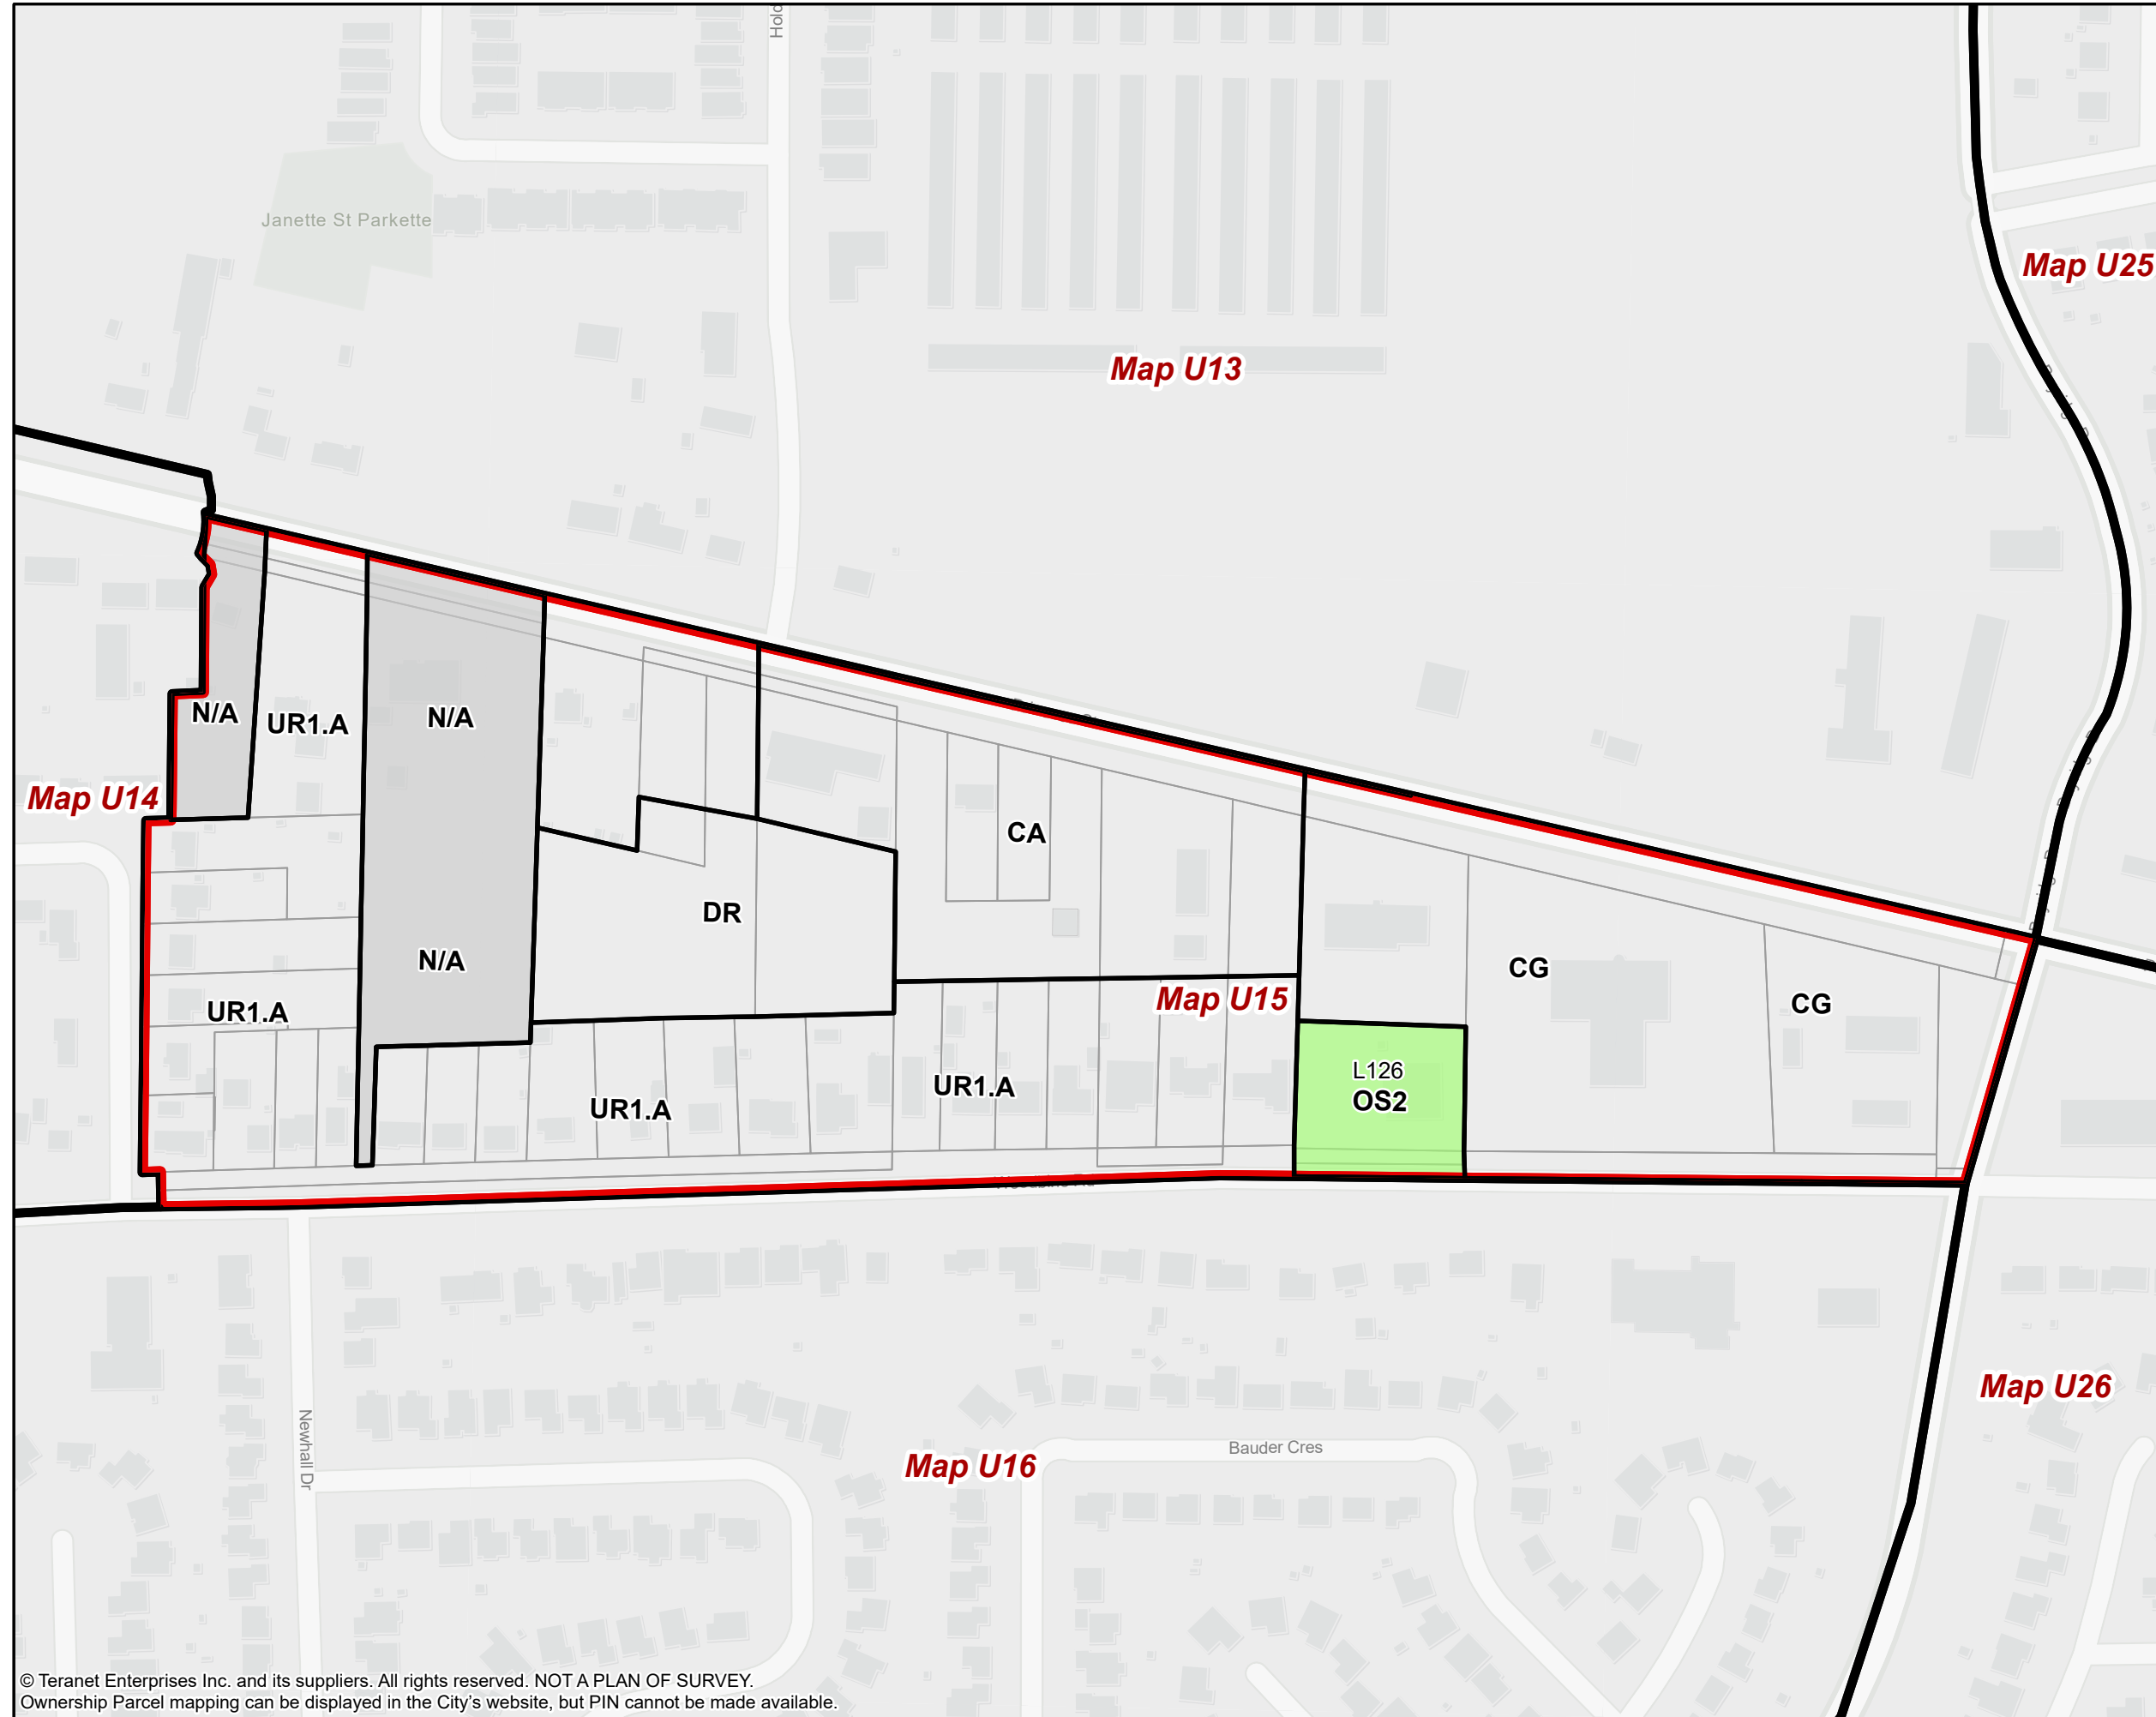 Janette St Parkette
Map U25
Map U13
N/A
UR1.A
N/A
Map U14
CA
DR
N/A
CG
Map U15
CG
UR1.A
L126
OS2
UR1.A
UR1.A
Map U26
Newhall Dr
Bauder Cres
Map U16
© Teranet Enterprises Inc. and its suppliers. All rights reserved. NOT A PLAN OF SURVEY.
Ownership Parcel mapping can be displayed in the City's website, but PIN cannot be made available.